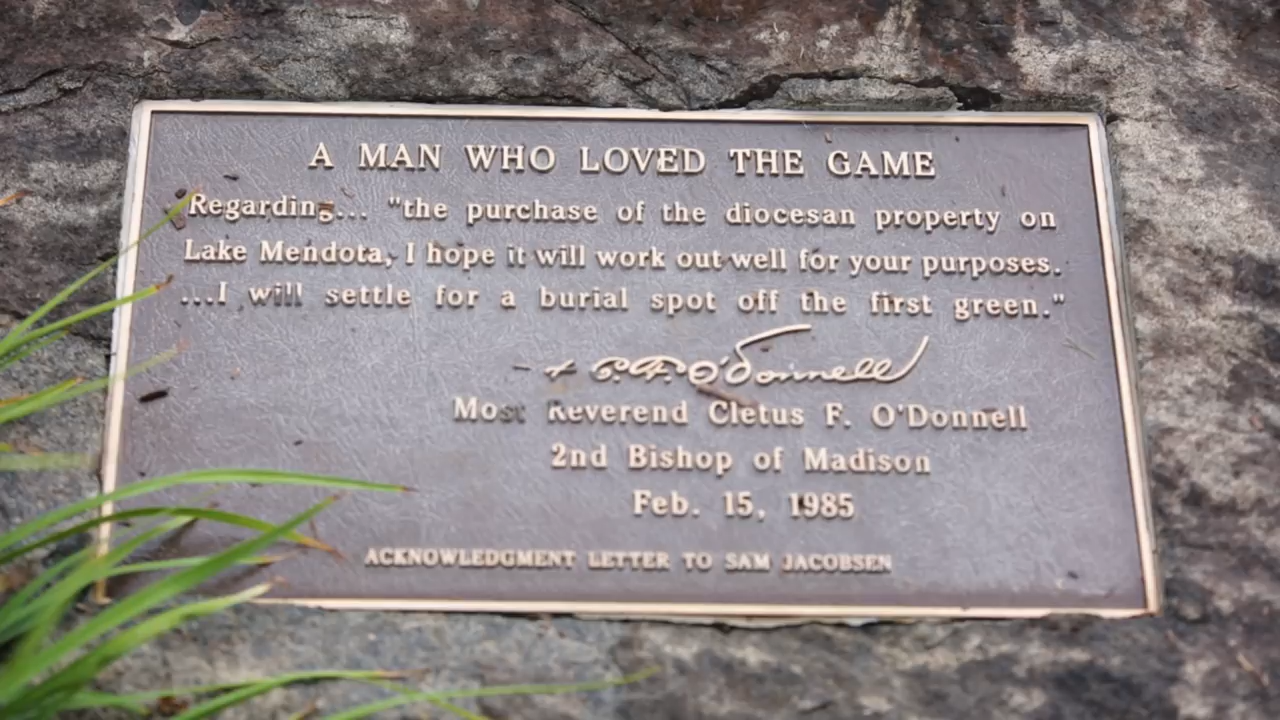 A MAN WHO LOVED THE GAME
Regarding... "the purchase of the diocesan property on
Lake Mendota, I hope it will work out well for your purposes.
...I will settle for a burial spot off the first green."
+ C.F. O'Donnell
Most Reverend Cletus F. O'Donnell
2nd Bishop of Madison
Feb. 15, 1985
ACKNOWLEDGMENT LETTER TO SAM JACOBSEN